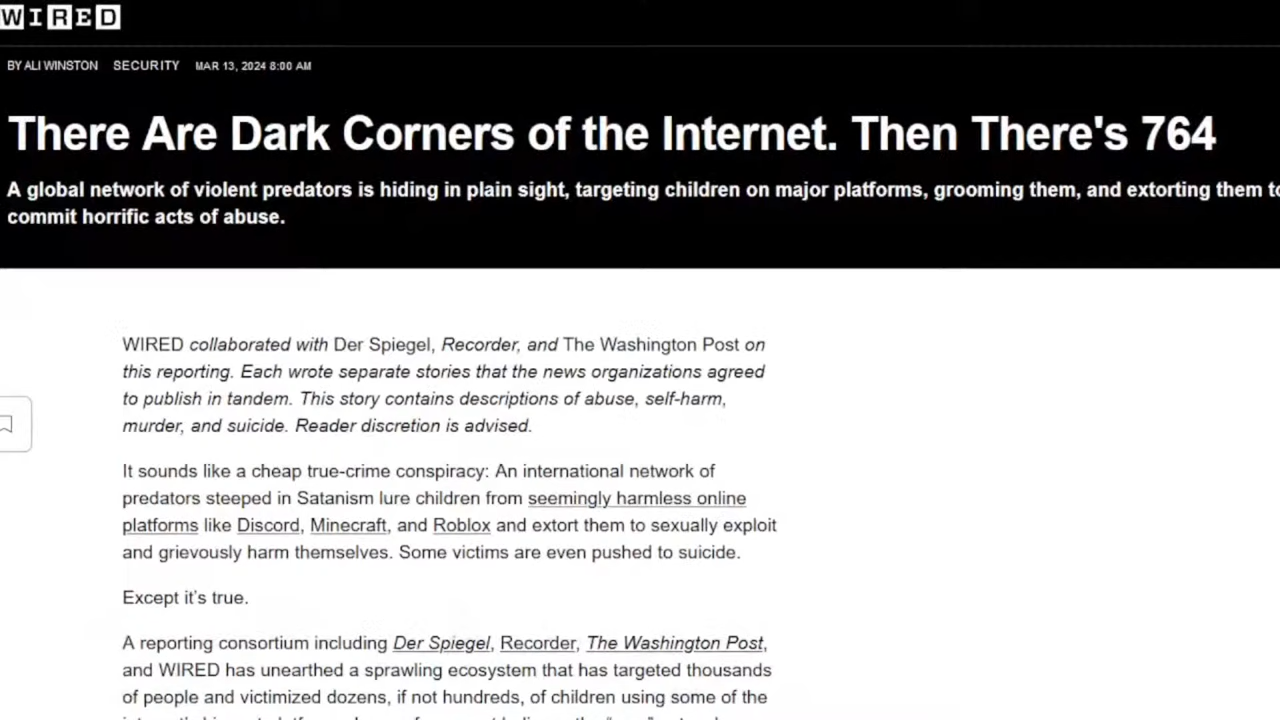 WIRED
BY ALI WINSTON SECURITY MAR 13, 2024 8:00 AM
There Are Dark Corners of the Internet. Then There's 764
A global network of violent predators is hiding in plain sight, targeting children on major platforms, grooming them, and extorting them to
commit horrific acts of abuse.
WIRED collaborated with Der Spiegel, Recorder, and The Washington Post on
this reporting. Each wrote separate stories that the news organizations agreed
to publish in tandem. This story contains descriptions of abuse, self-harm,
murder, and suicide. Reader discretion is advised.
It sounds like a cheap true-crime conspiracy: An international network of
predators steeped in Satanism lure children from seemingly harmless online
platforms like Discord, Minecraft, and Roblox and extort them to sexually exploit
and grievously harm themselves. Some victims are even pushed to suicide.
Except it's true.
A reporting consortium including Der Spiegel, Recorder, The Washington Post,
and WIRED has unearthed a sprawling ecosystem that has targeted thousands
of people and victimized dozens, if not hundreds, of children using some of the